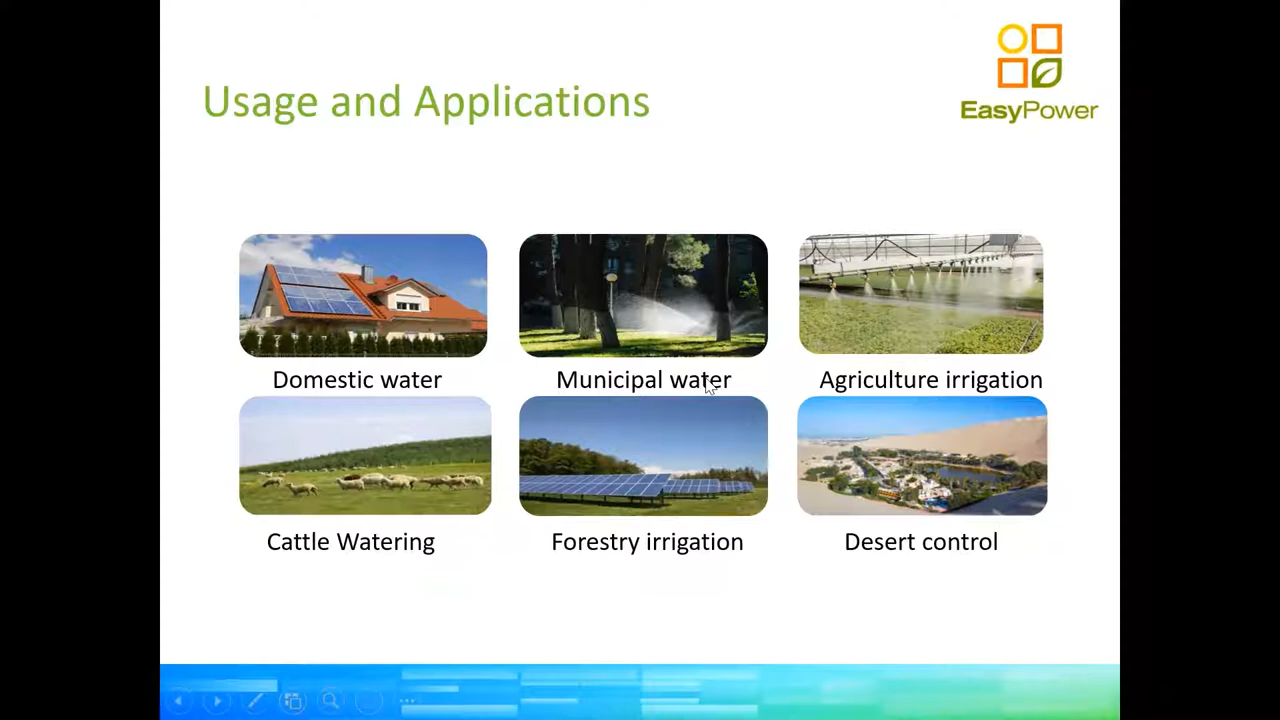 Usage and Applications
EasyPower
Domestic water
Municipal water
Agriculture irrigation
Cattle Watering
Forestry irrigation
Desert control